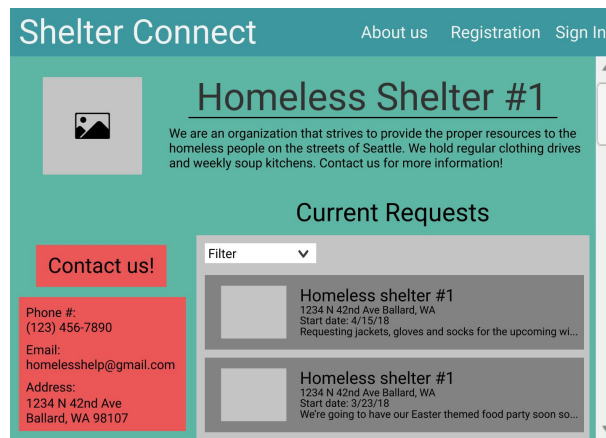 Shelter Connect
About us
Registration
Sign In
Homeless Shelter #1
We are an organization that strives to provide the proper resources to the
homeless people on the streets of Seattle. We hold regular clothing drives
and weekly soup kitchens. Contact us for more information!
Current Requests
Contact us!
Phone #:
(123) 456-7890
Email:
homelesshelp@gmail.com
Address:
1234 N 42nd Ave
Ballard, WA 98107
Filter
Homeless shelter #1
1234 N 42nd Ave Ballard, WA
Start date: 4/15/18
Requesting jackets, gloves and socks for the upcoming wi...
Homeless shelter #1
1234 N 42nd Ave Ballard, WA
Start date: 3/23/18
We're going to have our Easter themed food party soon so...